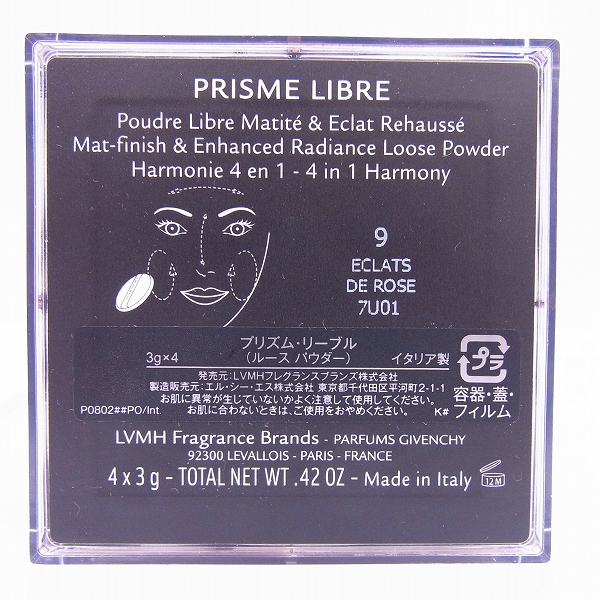 PRISME LIBRE
Poudre Libre Matité & Eclat Rehaussé
Mat-finish & Enhanced Radiance Loose Powder
Harmonie 4 en 1 - 4 in 1 Harmony
9
ECLATS
DE ROSE
7U01
プリズム・リーブル
3g×4 (ルース パウダー) イタリア製
発売元:LVMHフレグランスブランズ株式会社
製造販売元:エル・シー・エス株式会社 東京都千代田区平河町2-1-1
お肌に異常が生じていないかよく注意して使用してください。
P0802##PO/Int. お肌に合わないときは、ご使用をおやめください。 K#
プラ
容器・蓋・
フィルム
LVMH Fragrance Brands - PARFUMS GIVENCHY
92300 LEVALLOIS - PARIS - FRANCE
4 x 3 g - TOTAL NET WT .42 OZ - Made in Italy
12M